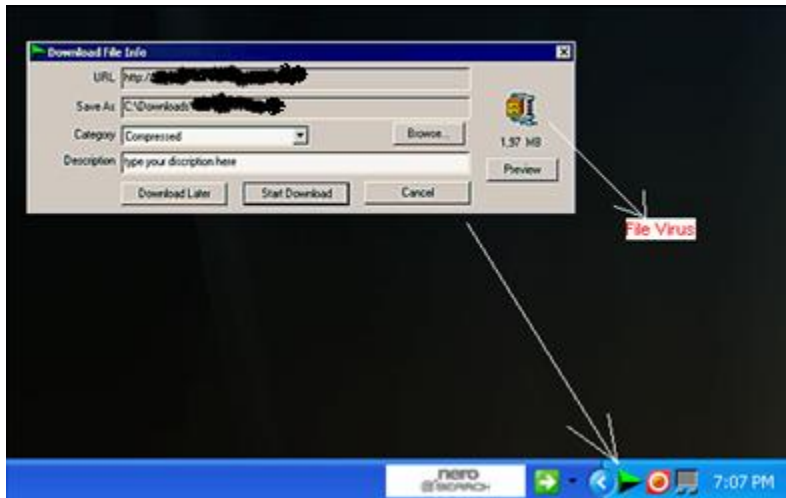 Download File Info
URL http://
Save As C:\Downloads\
Category Compressed Browse...
1.97 MB
Description type your discription here
Preview
Download Later Start Download Cancel
File Virus
nero
SEARCH
7:07 PM